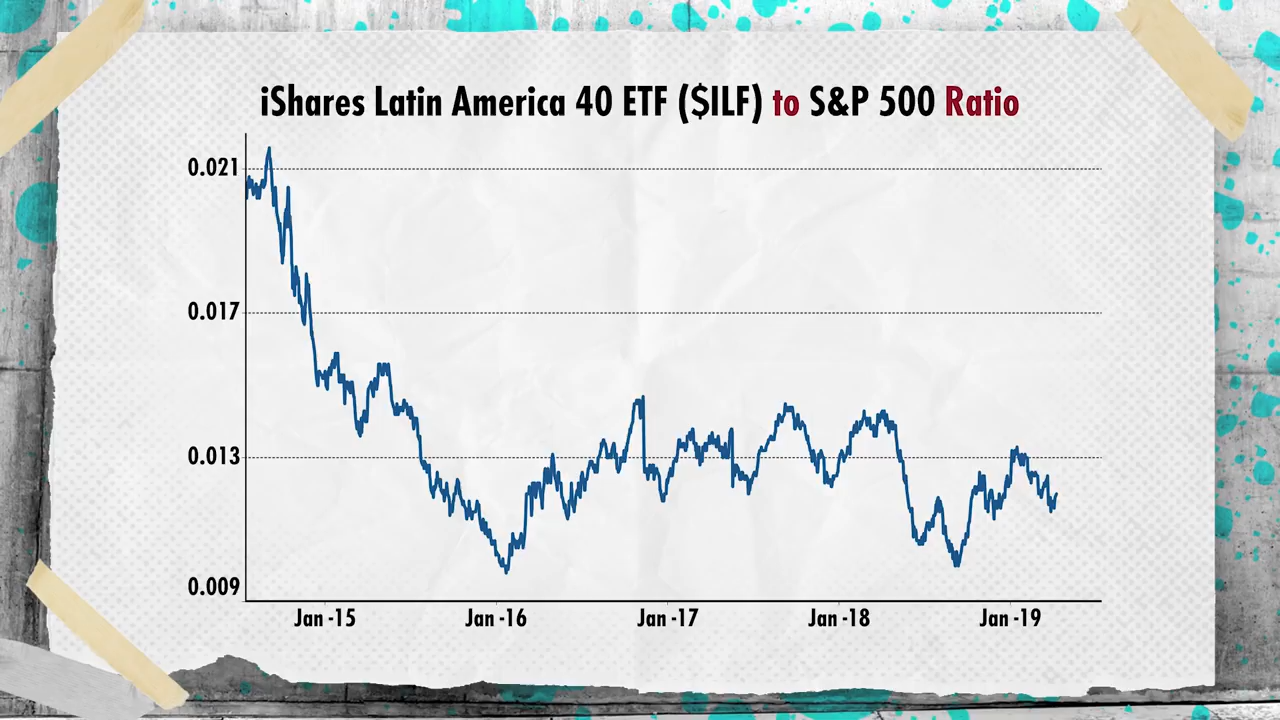 iShares Latin America 40 ETF ($ILF) to S&P 500 Ratio
0.021
0.017
0.013
0.009
Jan -15 Jan -16 Jan -17 Jan -18 Jan -19